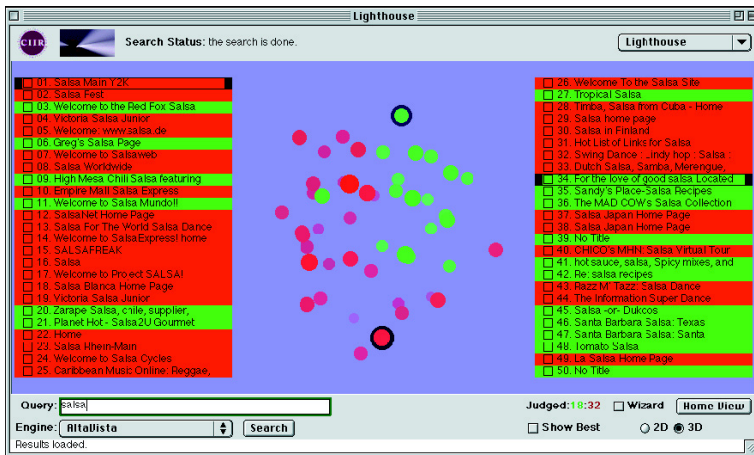 Lighthouse
CIIR
Search Status: the search is done.
Lighthouse
01. Salsa Main Y2K
02. Salsa Fest
03. Welcome to the Red Fox Salsa
04. Victoria Salsa Junior
05. Welcome: www.salsa.de
06. Greg's Salsa Page
07. Welcome to Salsaweb
08. Salsa Worldwide
09. High Mesa Chili Salsa featuring
10. Empire Mall Salsa Express
11. Welcome to Salsa Mundo!!
12. SalsaNet Home Page
13. Salsa For The World Salsa Dance
14. Welcome to SalsaExpress! home
15. SALSAFREAK
16. Salsa
17. Welcome to Project SALSA!
18. Salsa Blanca Home Page
19. Victoria Salsa Junior
20. Zarape Salsa, chile, supplier,
21. Planet Hot - Salsa2U Gourmet
22. Home
23. Salsa Rhein-Main
24. Welcome to Salsa Cycles
25. Caribbean Music Online: Reggae,
26. Welcome To the Salsa Site
27. Tropical Salsa
28. Timba, Salsa from Cuba - Home
29. Salsa home page
30. Salsa in Finland
31. Hot List of Links for Salsa
32. Swing Dance : Lindy hop : Salsa :
33. Dutch Salsa, Samba, Merengue,
34. For the love of good salsa Located
35. Sandy's Place-Salsa Recipes
36. The MAD COW's Salsa Collection
37. Salsa Japan Home Page
38. Salsa Japan Home Page
39. No Title
40. CHICO's MHN: Salsa Virtual Tour
41. hot sauce, salsa, Spicy mixes, and
42. Re: salsa recipes
43. Razz M' Tazz: Salsa Dance
44. The Information Super Dance
45. Salsa -or- Dukcos
46. Santa Barbara Salsa: Texas
47. Santa Barbara Salsa: Santa
48. Tomato Salsa
49. La Salsa Home Page
50. No Title
Query: salsa
Judged:18:32 Wizard Home View
Engine: AltaVista Search
Show Best 2D 3D
Results loaded.